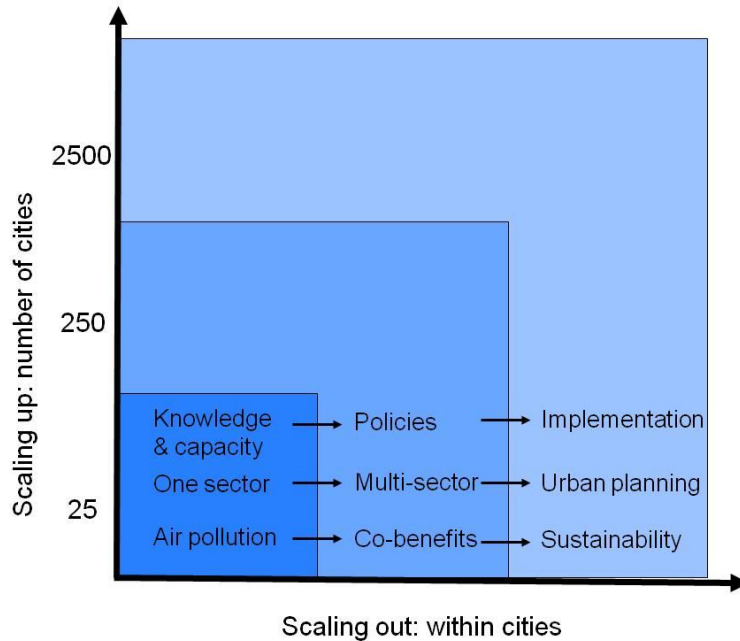 2500
250
25
Scaling up: number of cities
Knowledge
& capacity
Policies
Implementation
One sector
Multi-sector
Urban planning
Air pollution
Co-benefits
Sustainability
Scaling out: within cities